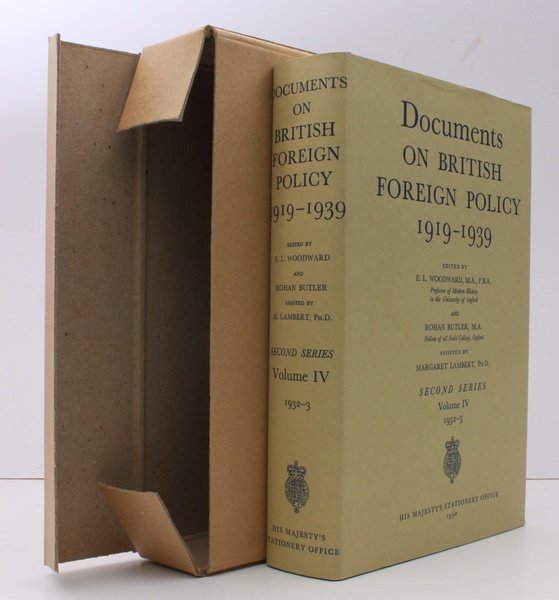 DOCUMENTS
ON
BRITISH
FOREIGN
POLICY
1919-1939
EDITED BY
E. L. WOODWARD
AND
ROHAN BUTLER
ASSISTED BY
M. LAMBERT, PH.D.
SECOND SERIES
Volume IV
1932-3
HIS MAJESTY'S
STATIONERY OFFICE
Documents
ON BRITISH
FOREIGN POLICY
1919-1939
EDITED BY
E. L. WOODWARD, M.A., F.B.A.
Professor of Modern History
in the University of Oxford
AND
ROHAN BUTLER, M.A.
Fellow of All Souls College, Oxford
ASSISTED BY
MARGARET LAMBERT, PH.D.
SECOND SERIES
Volume IV
1932-3
HIS MAJESTY'S STATIONERY OFFICE
1950